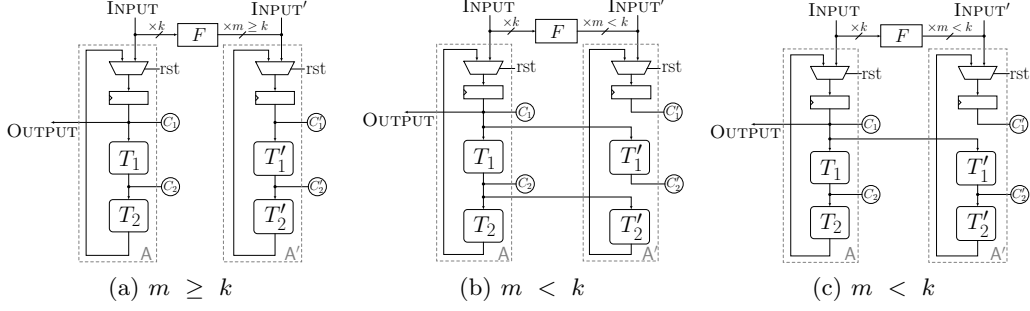 INPUT INPUT′
×k F ×m ≥ k
rst rst
C₁ C′₁
OUTPUT
T₁ T′₁
C₂ C′₂
T₂ T′₂
A A′
(a) m ≥ k
INPUT INPUT′
×k F ×m < k
rst rst
C₁ C′₁
OUTPUT
T₁ T′₁
C₂ C′₂
T₂ T′₂
A A′
(b) m < k
INPUT INPUT′
×k F ×m < k
rst rst
C₁ C′₁
OUTPUT
T₁ T′₁
C₂ C′₂
T₂ T′₂
A A′
(c) m < k